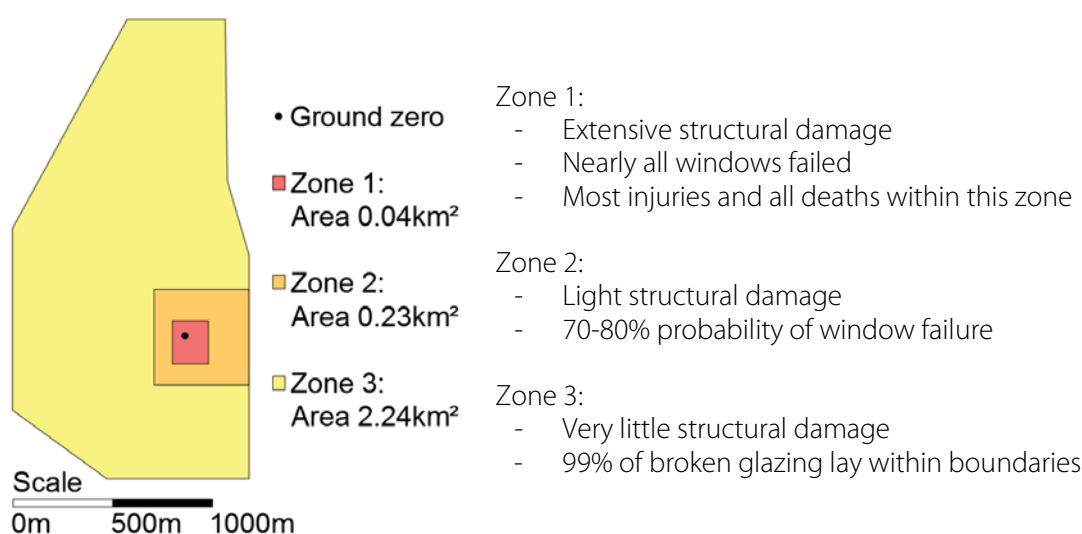 • Ground zero
Zone 1:
Area 0.04km²
Zone 2:
Area 0.23km²
Zone 3:
Area 2.24km²
Scale
0m 500m 1000m
Zone 1:
- Extensive structural damage
- Nearly all windows failed
- Most injuries and all deaths within this zone
Zone 2:
- Light structural damage
- 70-80% probability of window failure
Zone 3:
- Very little structural damage
- 99% of broken glazing lay within boundaries